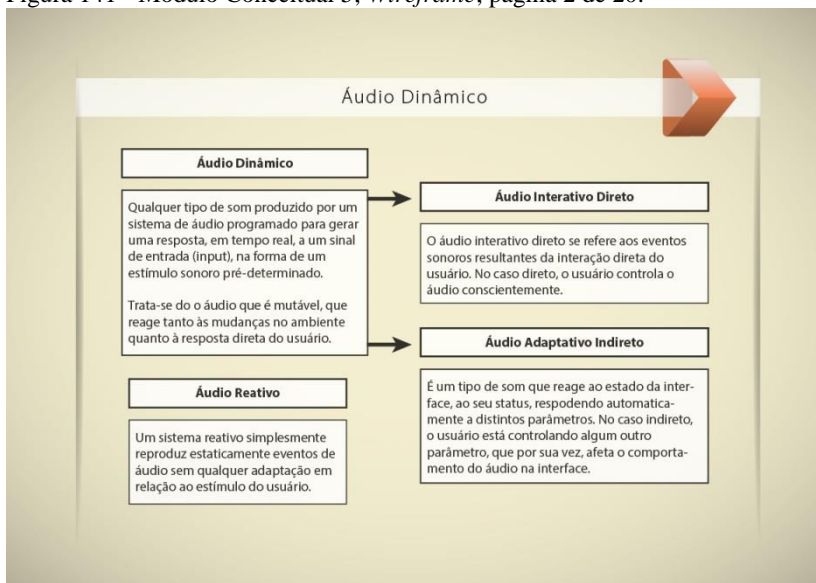 Figura 141 - Módulo Conceitual 3, Wireframe, página 2 de 20.
Áudio Dinâmico
Áudio Dinâmico
Qualquer tipo de som produzido por um
sistema de áudio programado para gerar
uma resposta, em tempo real, a um sinal
de entrada (input), na forma de um
estímulo sonoro pré-determinado.
Trata-se do o áudio que é mutável, que
reage tanto às mudanças no ambiente
quanto à resposta direta do usuário.
Áudio Reativo
Um sistema reativo simplesmente
reproduz estaticamente eventos de
áudio sem qualquer adaptação em
relação ao estímulo do usuário.
Áudio Interativo Direto
O áudio interativo direto se refere aos eventos
sonoros resultantes da interação direta do
usuário. No caso direto, o usuário controla o
áudio conscientemente.
Áudio Adaptativo Indireto
É um tipo de som que reage ao estado da inter-
face, ao seu status, respodendo automatica-
mente a distintos parâmetros. No caso indireto,
o usuário está controlando algum outro
parâmetro, que por sua vez, afeta o comporta-
mento do áudio na interface.